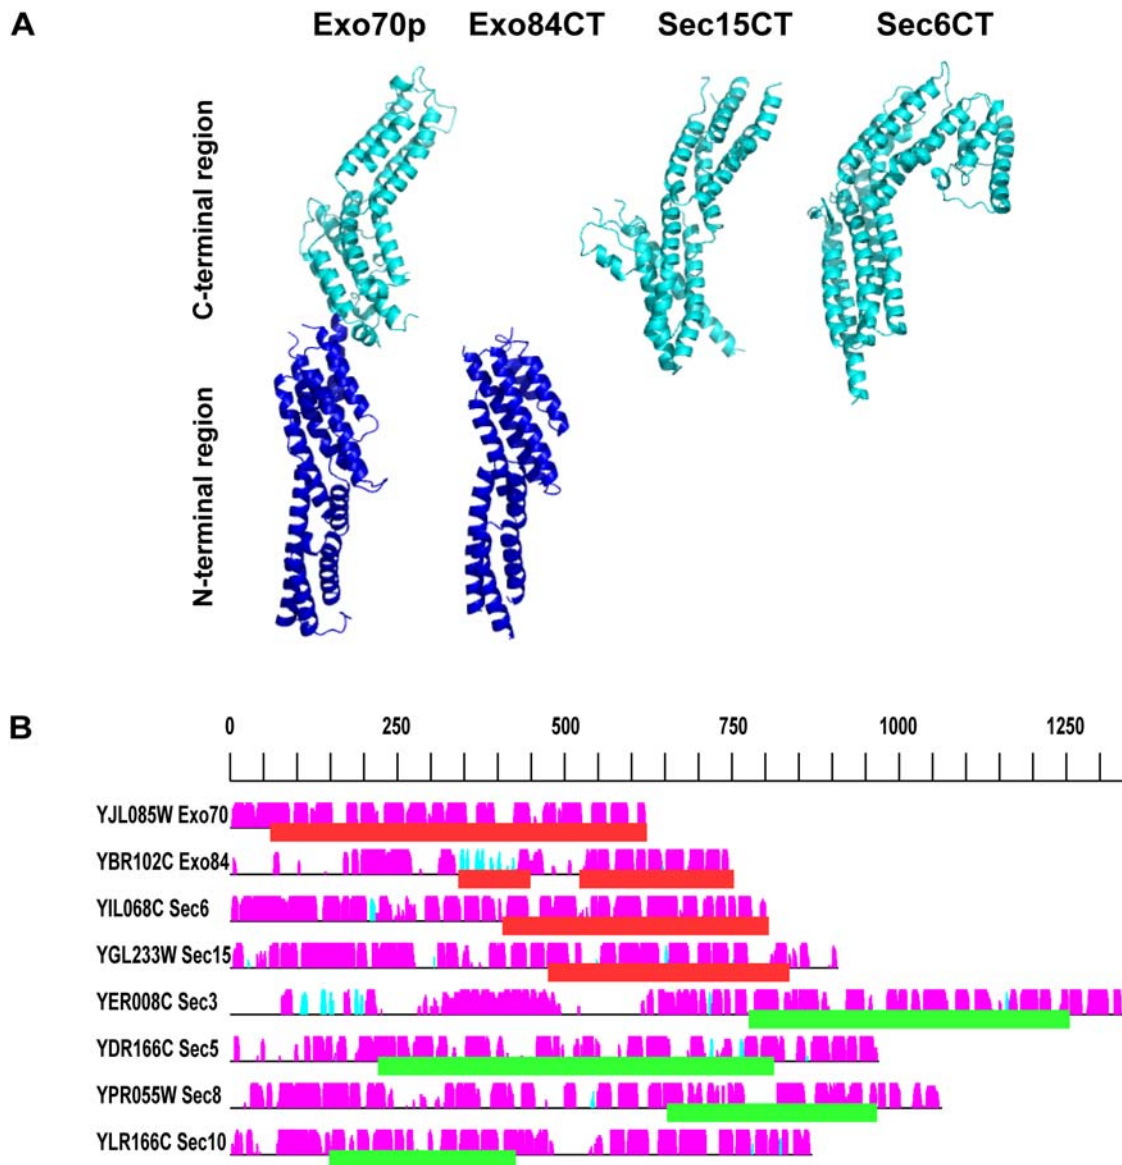 A
Exo70p Exo84CT Sec15CT Sec6CT
C-terminal region
N-terminal region
B
0 250 500 750 1000 1250
YJL085W Exo70
YBR102C Exo84
YIL068C Sec6
YGL233W Sec15
YER008C Sec3
YDR166C Sec5
YPR055W Sec8
YLR166C Sec10